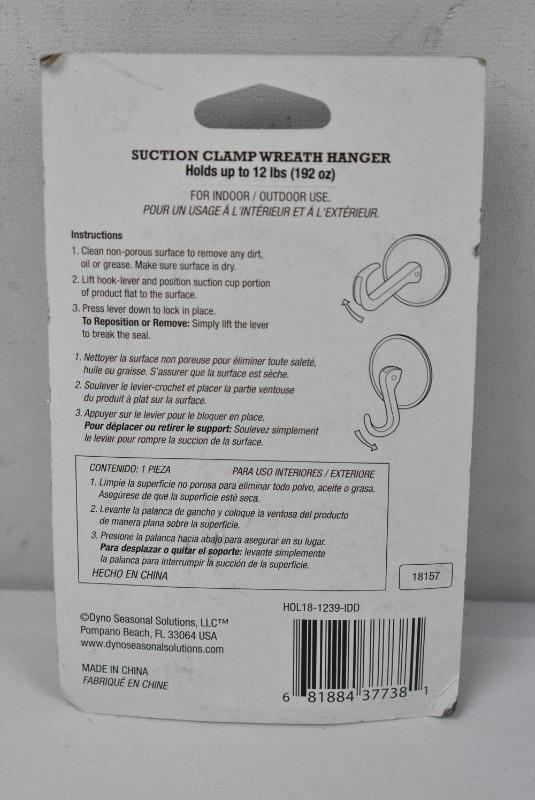 SUCTION CLAMP WREATH HANGER
Holds up to 12 lbs (192 oz)
FOR INDOOR / OUTDOOR USE.
POUR UN USAGE Á L'INTÉRIEUR ET Á L'EXTÉRIEUR.
Instructions
1. Clean non-porous surface to remove any dirt,
oil or grease. Make sure surface is dry.
2. Lift hook-lever and position suction cup portion
of product flat to the surface.
3. Press lever down to lock in place.
To Reposition or Remove: Simply lift the lever
to break the seal.
1. Nettoyer la surface non poreuse pour éliminer toute saleté,
huile ou graisse. S'assurer que la surface est sèche.
2. Soulever le levier-crochet et placer la partie ventouse
du produit à plat sur la surface.
3. Appuyer sur le levier pour le bloquer en place.
Pour déplacer ou retirer le support: Soulevez simplement
le levier pour rompre la succion de la surface.
CONTENIDO: 1 PIEZA PARA USO INTERIORES / EXTERIORE
1. Limpie la superficie no porosa para eliminar todo polvo, aceite o grasa.
Asegúrese de que la superficie esté seca.
2. Levante la palanca de gancho y coloque la ventosa del producto
de manera plana sobre la superficie.
3. Presione la palanca hacia abajo para asegurar en su lugar.
Para desplazar o quitar el soporte: levante simplemente
la palanca para interrumpir la succión de la superficie.
HECHO EN CHINA
18157
HOL18-1239-IDD
©Dyno Seasonal Solutions, LLC™
Pompano Beach, FL 33064 USA
www.dynoseasonalsolutions.com
MADE IN CHINA
FABRIQUÉ EN CHINE
6 81884 37738 1